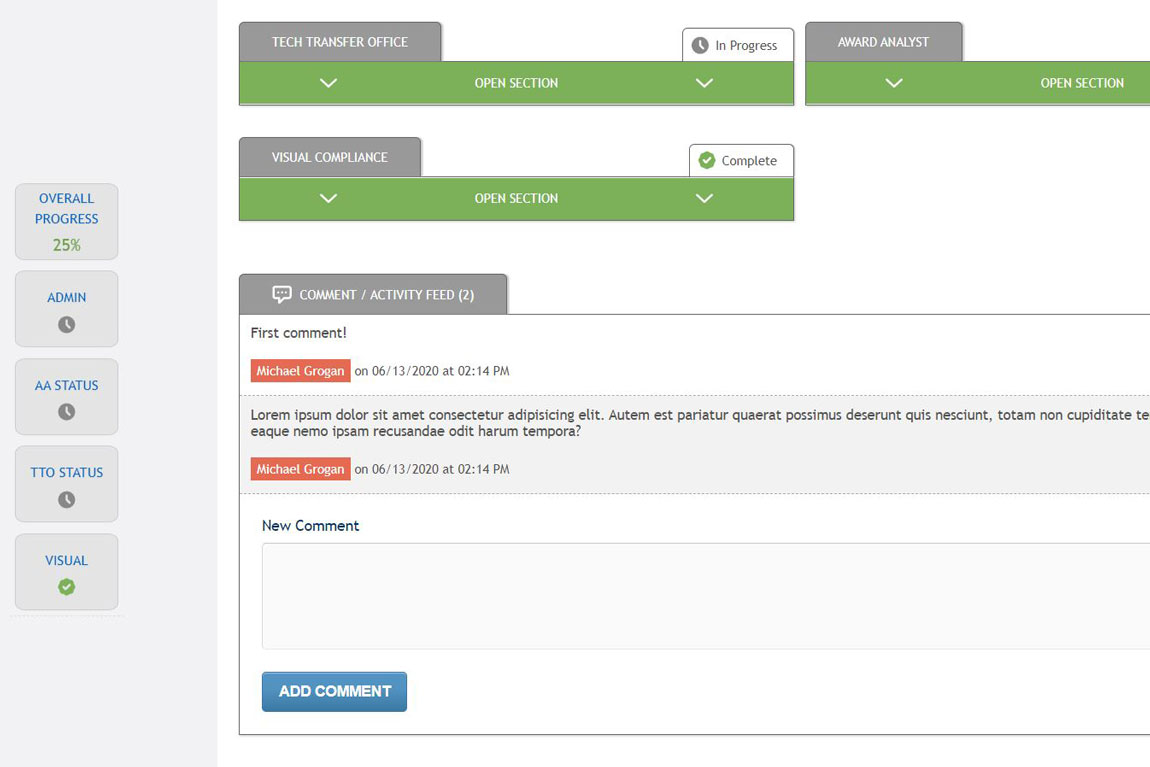 TECH TRANSFER OFFICE
In Progress
OPEN SECTION
AWARD ANALYST
OPEN SECTION
VISUAL COMPLIANCE
Complete
OPEN SECTION
OVERALL
PROGRESS
25%
ADMIN
AA STATUS
TTO STATUS
VISUAL
COMMENT / ACTIVITY FEED (2)
First comment!
Michael Grogan on 06/13/2020 at 02:14 PM
Lorem ipsum dolor sit amet consectetur adipisicing elit. Autem est pariatur quaerat possimus deserunt quis nesciunt, totam non cupiditate
eaque nemo ipsam recusandae odit harum tempora?
Michael Grogan on 06/13/2020 at 02:14 PM
New Comment
ADD COMMENT